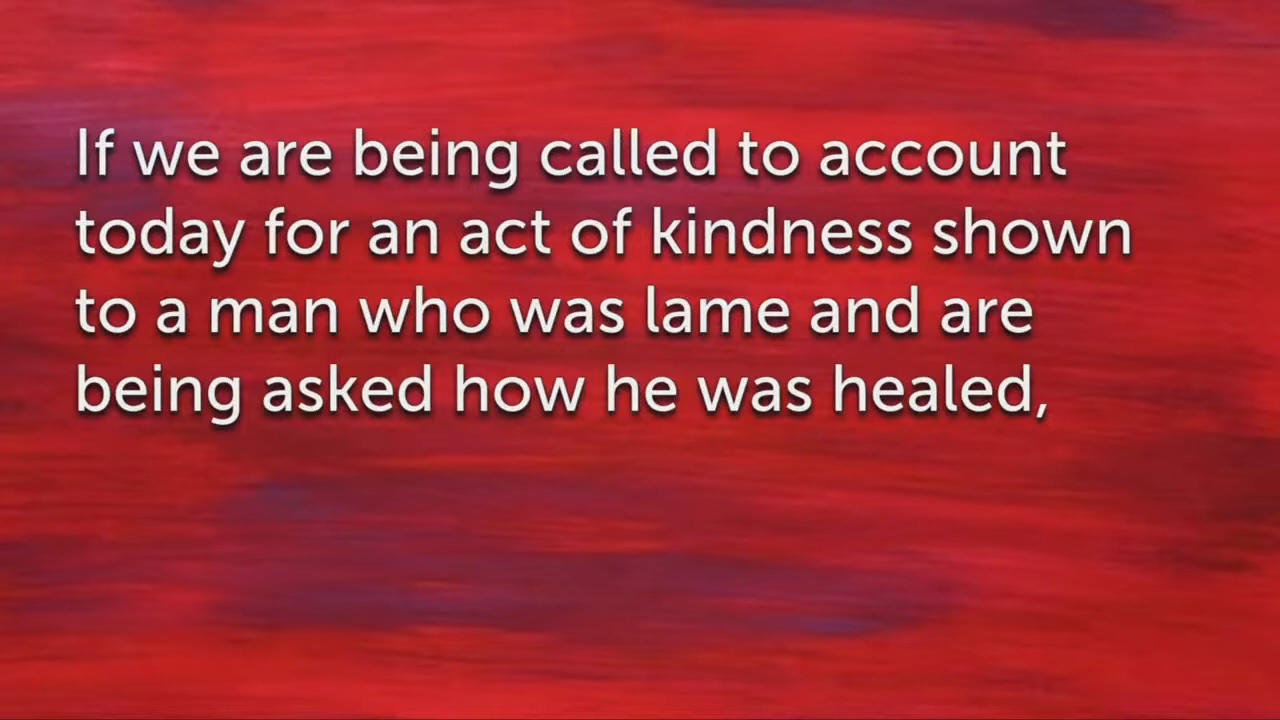 If we are being called to account
today for an act of kindness shown
to a man who was lame and are
being asked how he was healed,